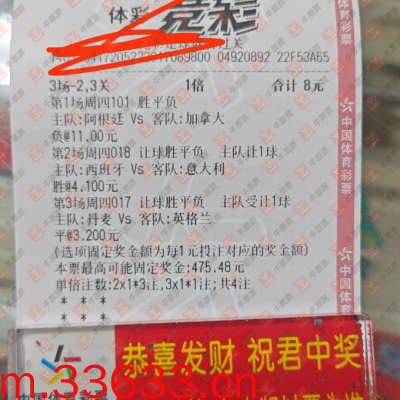 体彩 竞彩
3场-2,3关 1倍 合计 8元
第1场周四101 胜平负
主队:阿根廷 Vs 客队:加拿大
负@11.00元
第2场周四018 让球胜平负 主队让1球
主队:西班牙 Vs 客队:意大利
胜@4.100元
第3场周四017 让球胜平负 主队受让1球
主队:丹麦 Vs 客队:英格兰
平@3.200元
(选项固定奖金额为每1元投注对应的奖金额)
本票最高可能固定奖金:475.48元
单倍注数:2x1*3注;3x1*1注;共4注
* * *
* * *
中国体育彩票
中国体育彩票
恭喜发财 祝君中奖
m.33633.cn